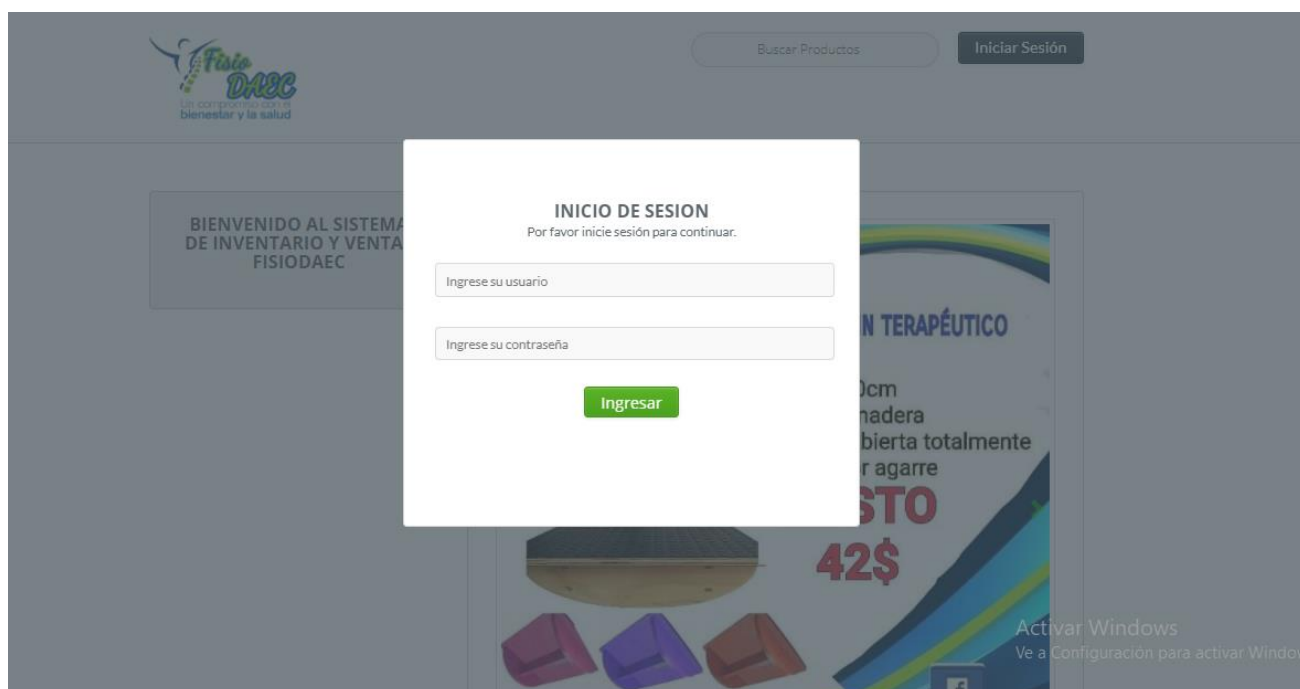 Fisio
DAEC
Un compromiso con el
bienestar y la salud
Buscar Productos
Iniciar Sesión
BIENVENIDO AL SISTEMA
DE INVENTARIO Y VENTA
FISIODAEC
INICIO DE SESION
Por favor inicie sesión para continuar.
Ingrese su usuario
Ingrese su contraseña
Ingresar
N TERAPÉUTICO
0cm
nadera
bierta totalmente
r agarre
STO
42$
Activar Windows
Ve a Configuración para activar Window